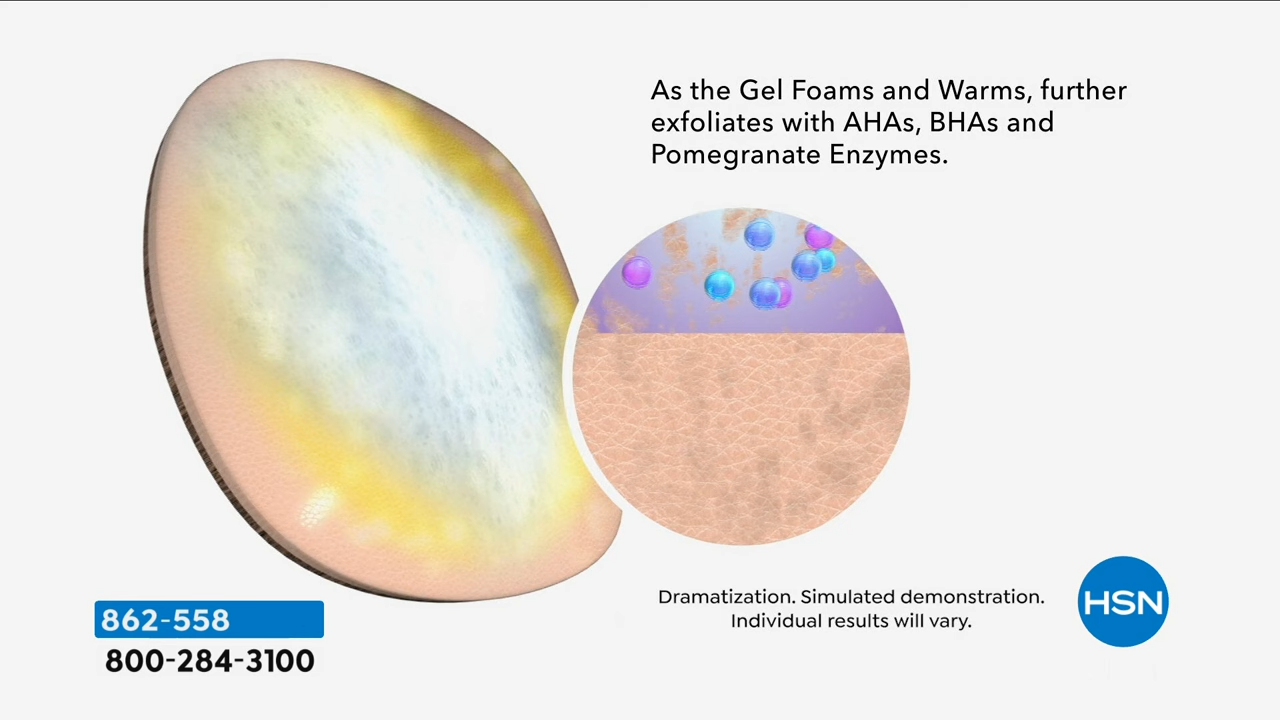 As the Gel Foams and Warms, further
exfoliates with AHAs, BHAs and
Pomegranate Enzymes.
Dramatization. Simulated demonstration.
Individual results will vary.
HSN
862-558
800-284-3100